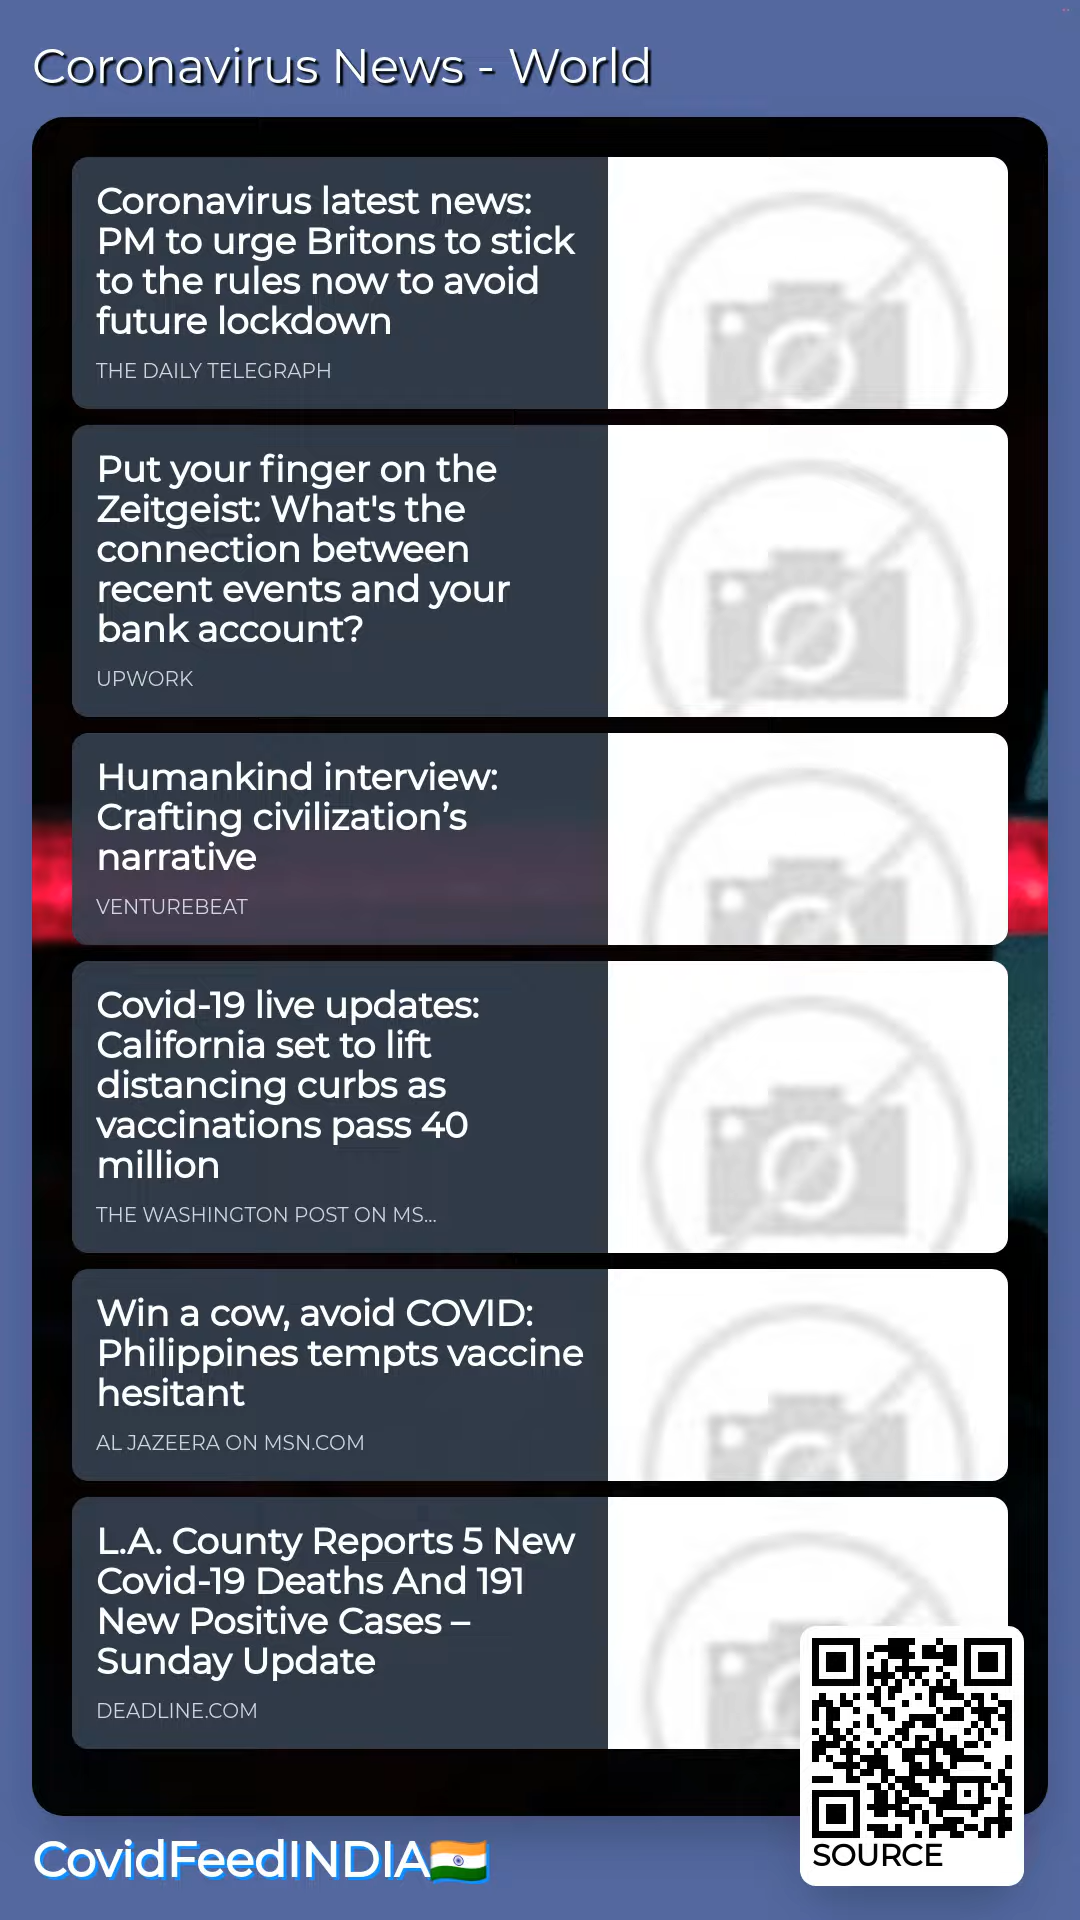 Coronavirus News - World
Coronavirus latest news:
PM to urge Britons to stick
to the rules now to avoid
future lockdown
THE DAILY TELEGRAPH
Put your finger on the
Zeitgeist: What's the
connection between
recent events and your
bank account?
UPWORK
Humankind interview:
Crafting civilization’s
narrative
VENTUREBEAT
Covid-19 live updates:
California set to lift
distancing curbs as
vaccinations pass 40
million
THE WASHINGTON POST ON MS...
Win a cow, avoid COVID:
Philippines tempts vaccine
hesitant
AL JAZEERA ON MSN.COM
L.A. County Reports 5 New
Covid-19 Deaths And 191
New Positive Cases –
Sunday Update
DEADLINE.COM
SOURCE
CovidFeedINDIA🇮🇳